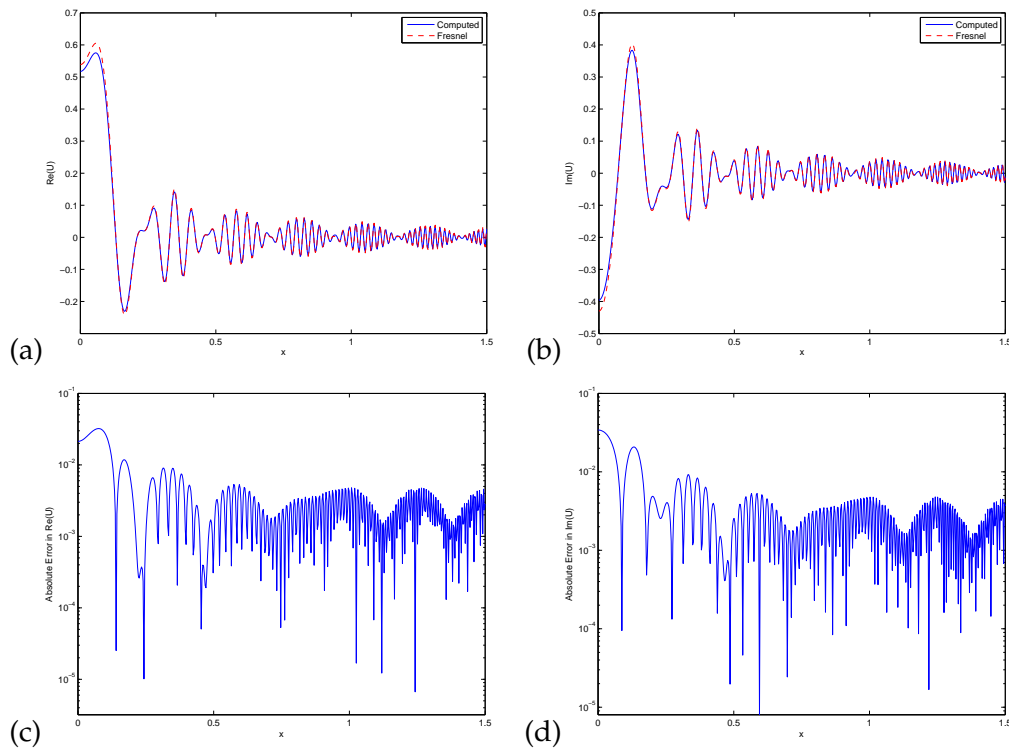 Computed
Fresnel
0.7
0.6
0.5
0.4
0.3
0.2
0.1
0
−0.1
−0.2
Re(U)
0
0.5
1
1.5
x
(a)
Computed
Fresnel
0.5
0.4
0.3
0.2
0.1
0
−0.1
−0.2
−0.3
−0.4
−0.5
Im(U)
0
0.5
1
1.5
x
(b)
10−1
10−2
10−3
10−4
10−5
Absolute Error in Re(U)
0
0.5
1
1.5
x
(c)
10−1
10−2
10−3
10−4
10−5
Absolute Error in Im(U)
0
0.5
1
1.5
x
(d)